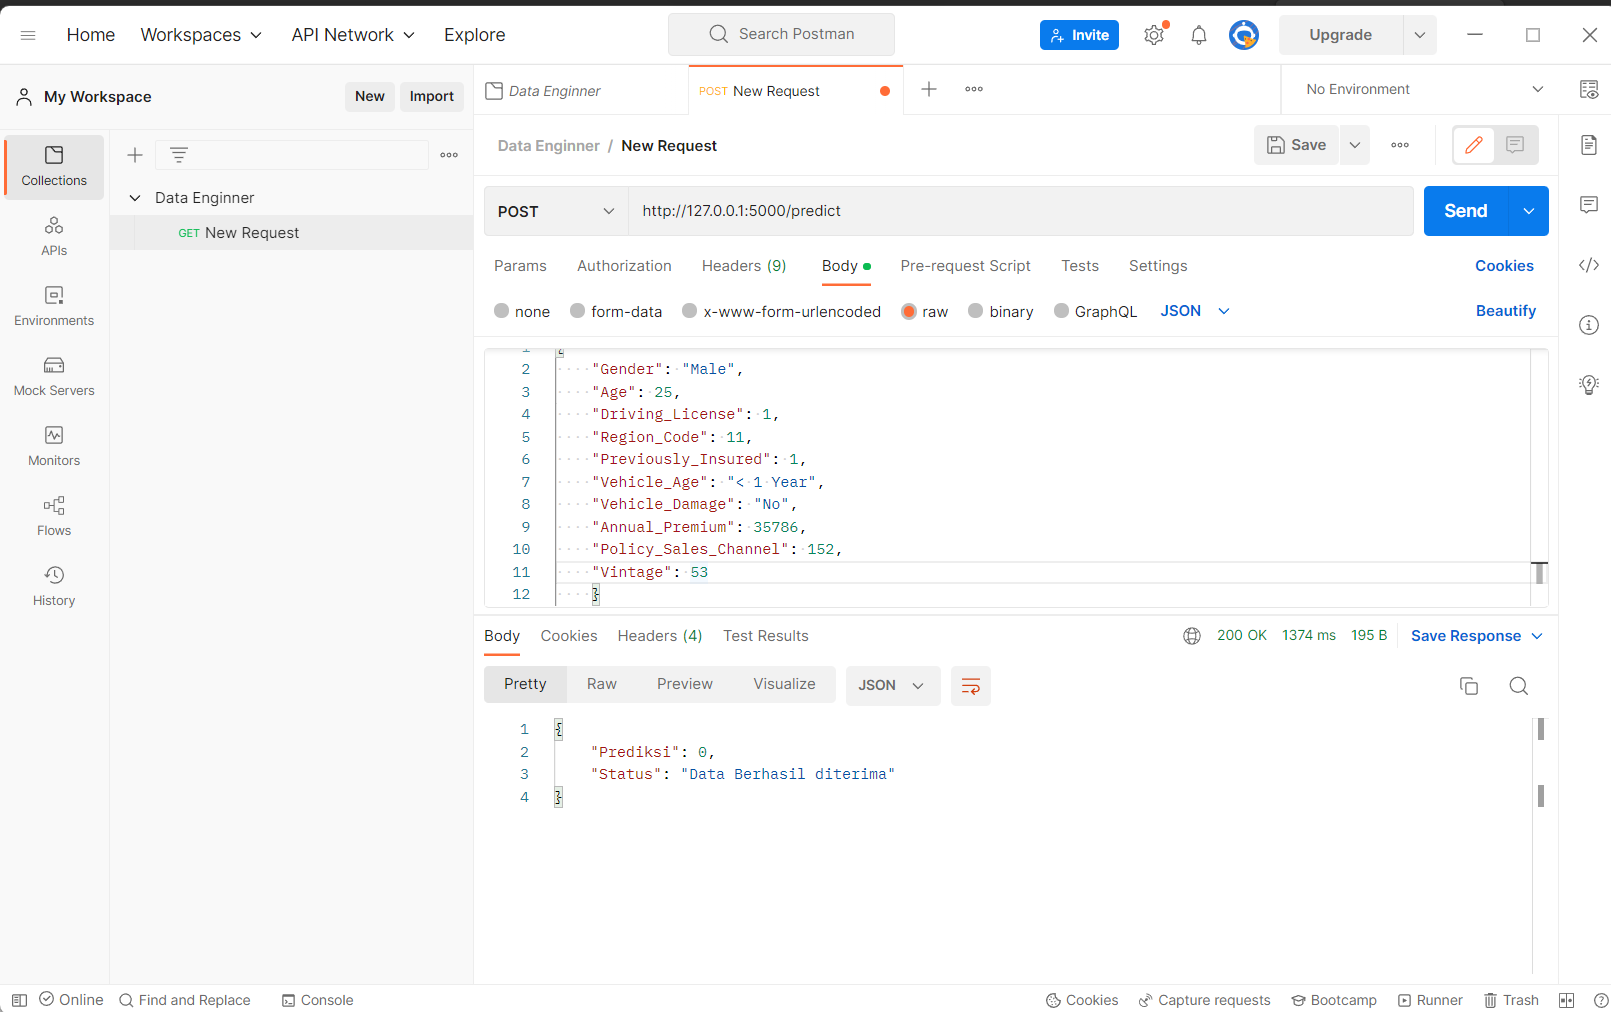 Home Workspaces API Network Explore Search Postman Invite Upgrade
My Workspace New Import Data Enginner POST New Request No Environment
Data Enginner / New Request Save
Collections
Data Enginner
GET New Request
APIs
Environments
Mock Servers
Monitors
Flows
History
POST http://127.0.0.1:5000/predict Send
Params Authorization Headers (9) Body Pre-request Script Tests Settings Cookies
none form-data x-www-form-urlencoded raw binary GraphQL JSON Beautify
1 {
2 "Gender": "Male",
3 "Age": 25,
4 "Driving_License": 1,
5 "Region_Code": 11,
6 "Previously_Insured": 1,
7 "Vehicle_Age": "< 1 Year",
8 "Vehicle_Damage": "No",
9 "Annual_Premium": 35786,
10 "Policy_Sales_Channel": 152,
11 "Vintage": 53
12 }
Body Cookies Headers (4) Test Results 200 OK 1374 ms 195 B Save Response
Pretty Raw Preview Visualize JSON
1 {
2 "Prediksi": 0,
3 "Status": "Data Berhasil diterima"
4 }
Online Find and Replace Console Cookies Capture requests Bootcamp Runner Trash